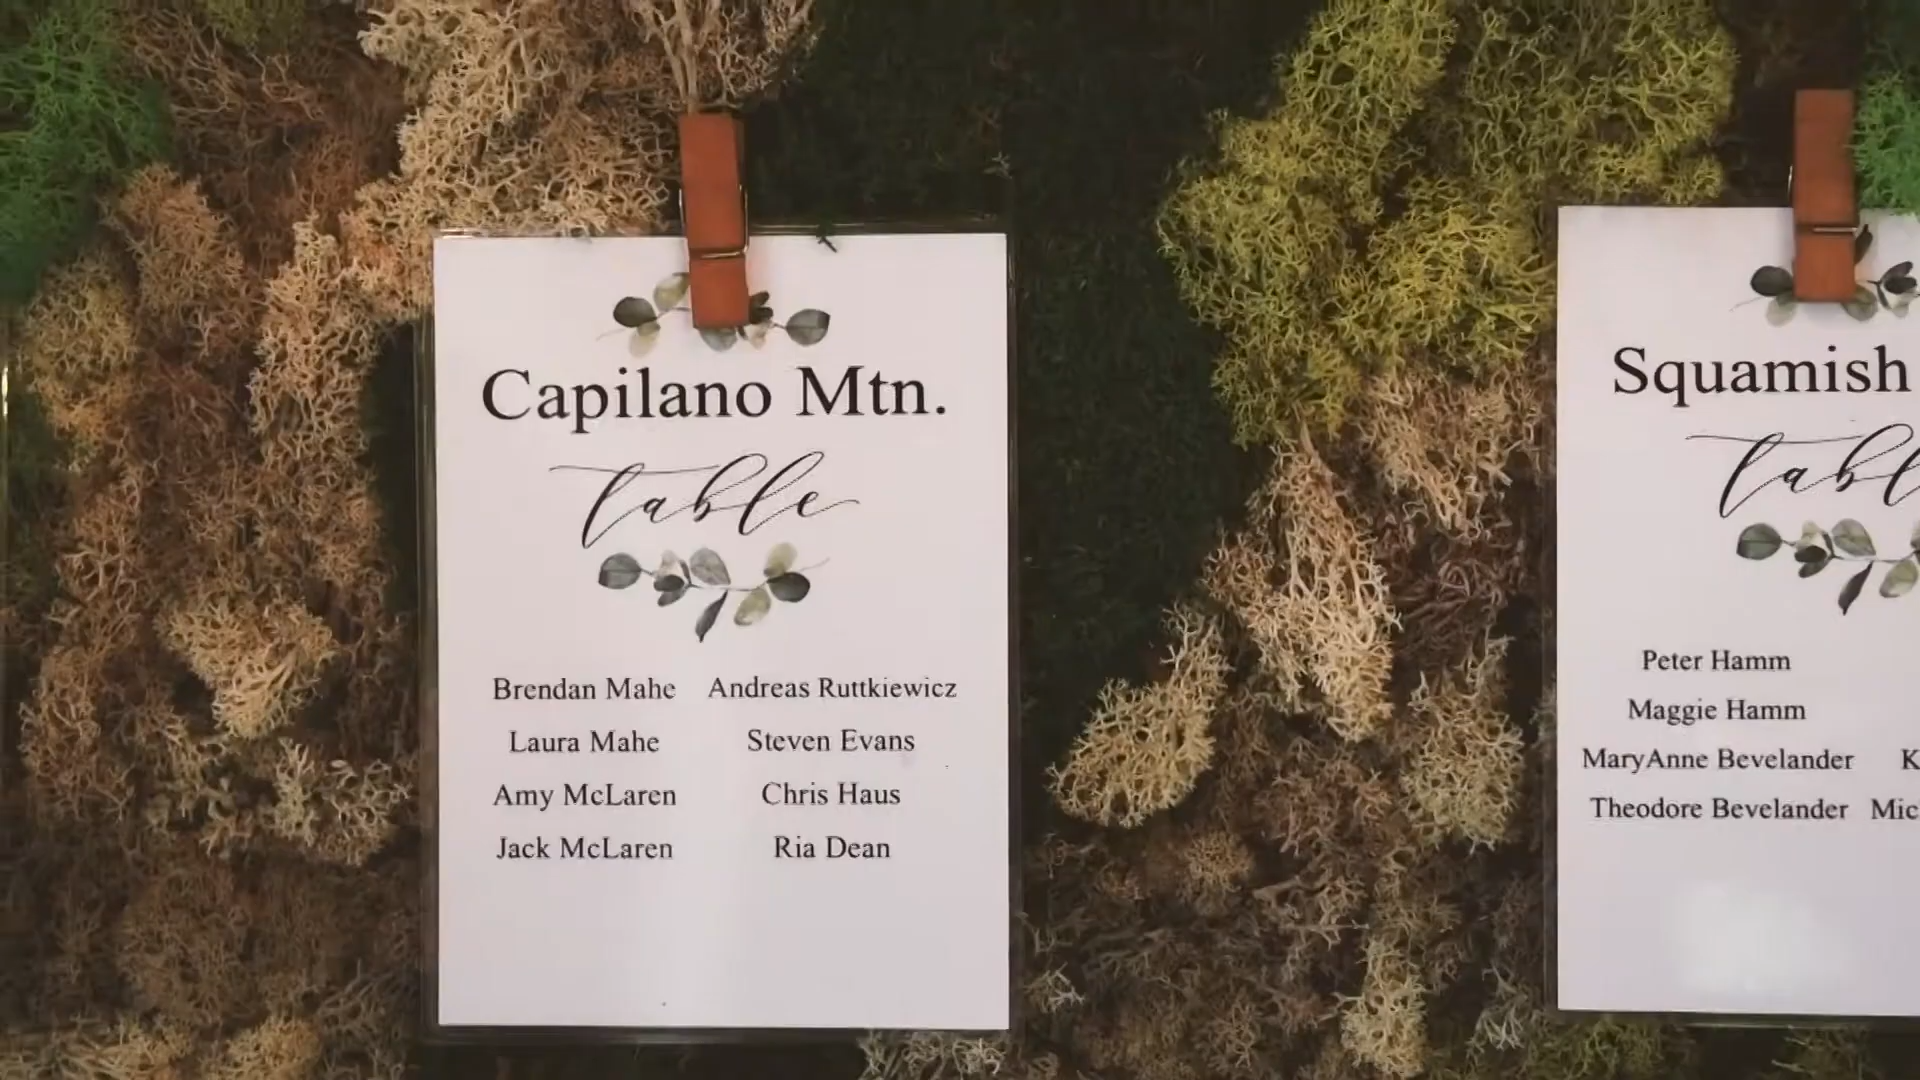 Capilano Mtn.
table
Brendan Mahe Andreas Ruttkiewicz
Laura Mahe Steven Evans
Amy McLaren Chris Haus
Jack McLaren Ria Dean
Squamish
Peter Hamm
Maggie Hamm
MaryAnne Bevelander
Theodore Bevelander